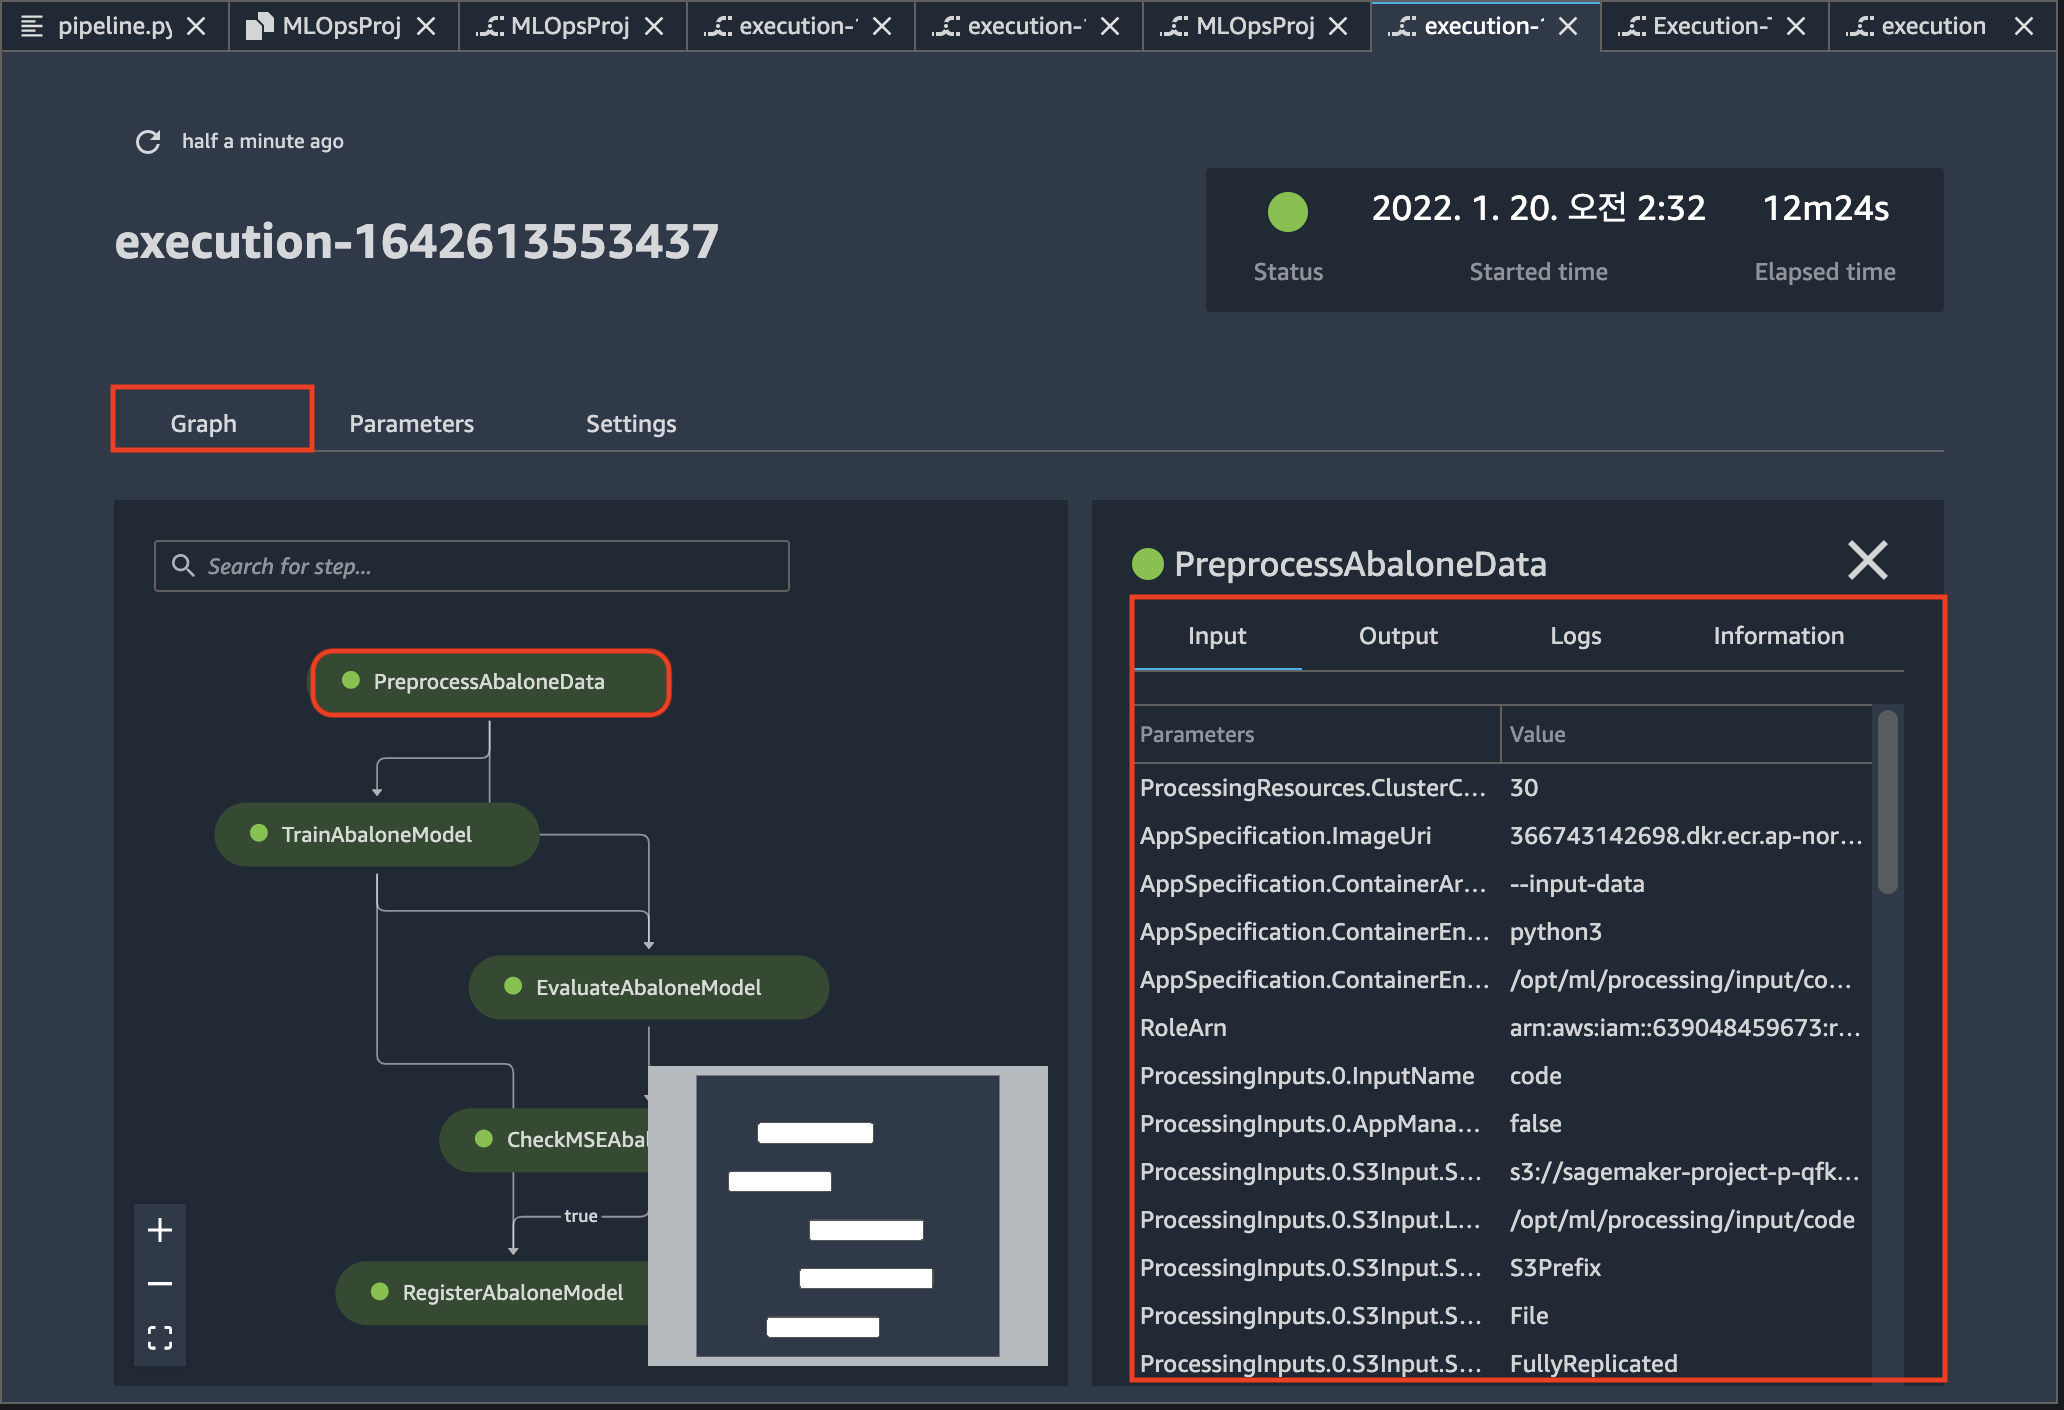 pipeline.py
MLOpsProj
MLOpsProj
execution-
execution-
MLOpsProj
execution-
Execution-
execution
half a minute ago
execution-1642613553437
2022. 1. 20. 오전 2:32
12m24s
Status
Started time
Elapsed time
Graph
Parameters
Settings
Search for step...
PreprocessAbaloneData
TrainAbaloneModel
EvaluateAbaloneModel
CheckMSEAbal
true
RegisterAbaloneModel
PreprocessAbaloneData
Input
Output
Logs
Information
Parameters Value
ProcessingResources.ClusterC... 30
AppSpecification.ImageUri 366743142698.dkr.ecr.ap-nor...
AppSpecification.ContainerAr... --input-data
AppSpecification.ContainerEn... python3
AppSpecification.ContainerEn... /opt/ml/processing/input/co...
RoleArn arn:aws:iam::639048459673:r...
ProcessingInputs.0.InputName code
ProcessingInputs.0.AppMana... false
ProcessingInputs.0.S3Input.S... s3://sagemaker-project-p-qfk...
ProcessingInputs.0.S3Input.L... /opt/ml/processing/input/code
ProcessingInputs.0.S3Input.S... S3Prefix
ProcessingInputs.0.S3Input.S... File
ProcessingInputs.0.S3Input.S... FullyReplicated